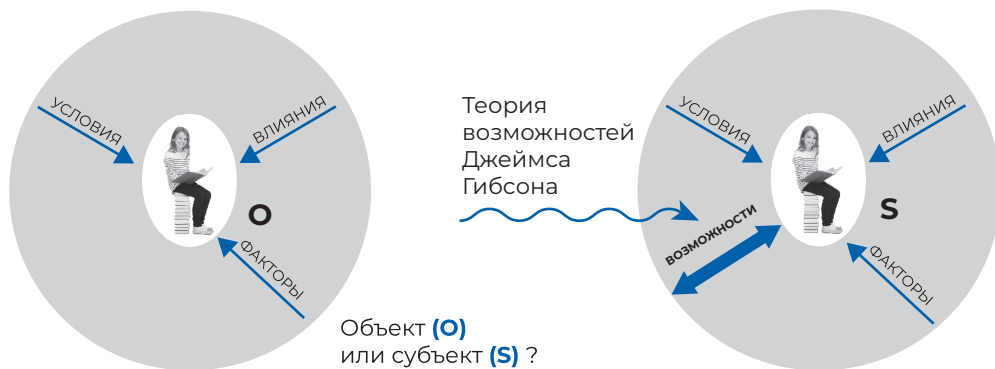 УСЛОВИЯ
ВЛИЯНИЯ
O
ФАКТОРЫ
Теория
возможностей
Джеймса
Гибсона
УСЛОВИЯ
ВЛИЯНИЯ
S
ВОЗМОЖНОСТИ
ФАКТОРЫ
Объект (O)
или субъект (S) ?